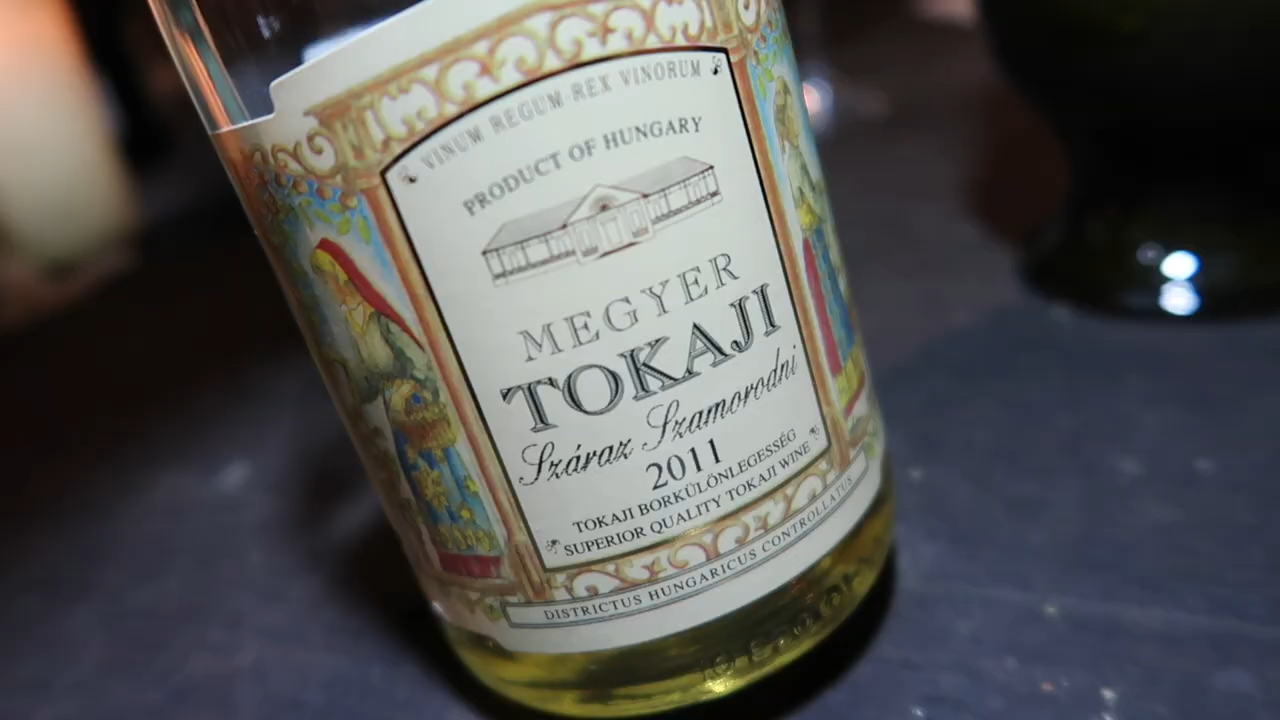 VINUM REGUM-REX VINORUM
PRODUCT OF HUNGARY
MEGYER
TOKAJI
Száraz Szamorodni
2011
TOKAJI BORKÜLÖNLEGESSÉG
SUPERIOR QUALITY TOKAJI WINE
DISTRICTUS HUNGARICUS CONTROLLATUS